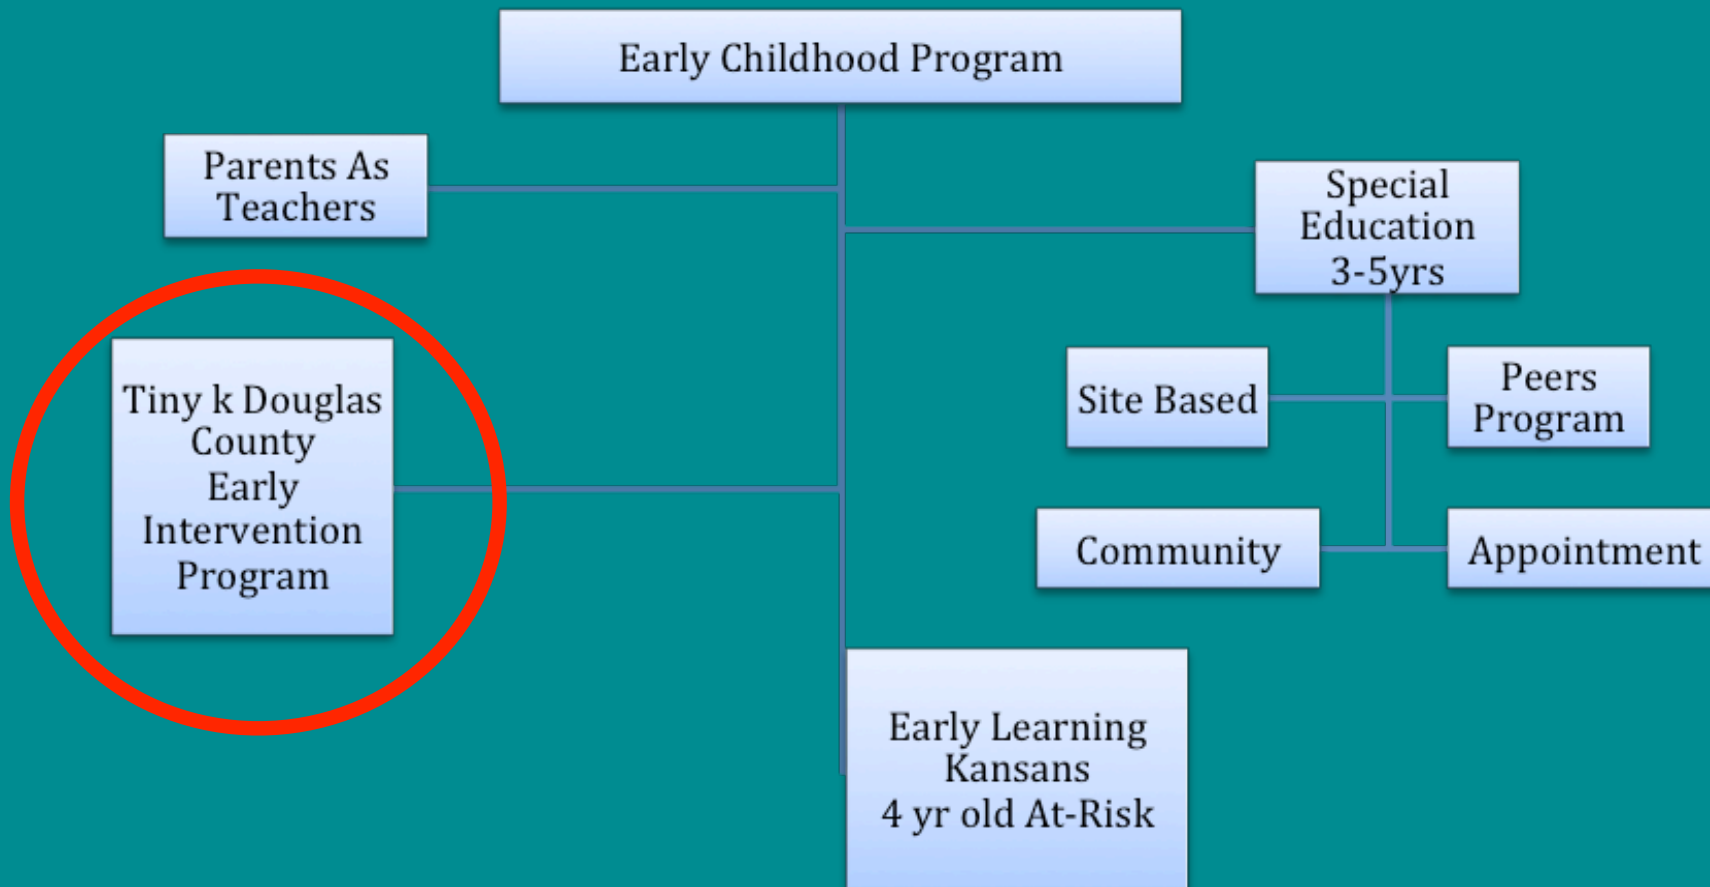 Early Childhood Program
Parents As
Teachers
Special
Education
3-5yrs
Tiny k Douglas
County
Early
Intervention
Program
Site Based
Peers
Program
Community
Appointment
Early Learning
Kansans
4 yr old At-Risk